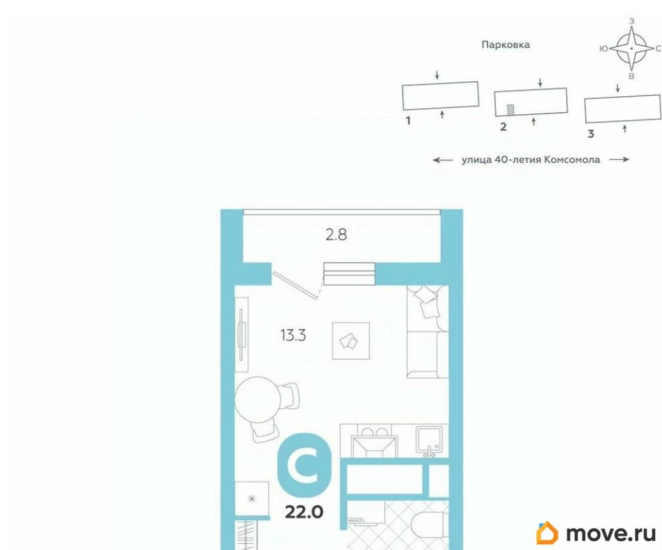 З
Парковка
Ю
С
В
1
2
3
улица 40-летия Комсомола
2.8
13.3
С
22.0
move.ru